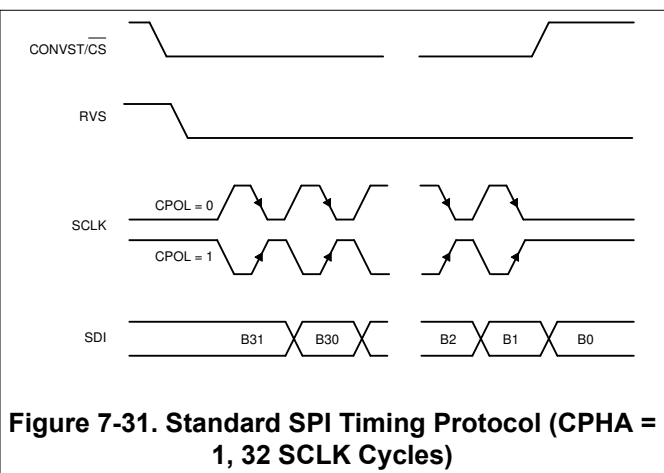 CONVST/CS
RVS
CPOL = 0
SCLK
CPOL = 1
SDI
B31
B30
B2
B1
B0
Figure 7-31. Standard SPI Timing Protocol (CPHA =
1, 32 SCLK Cycles)